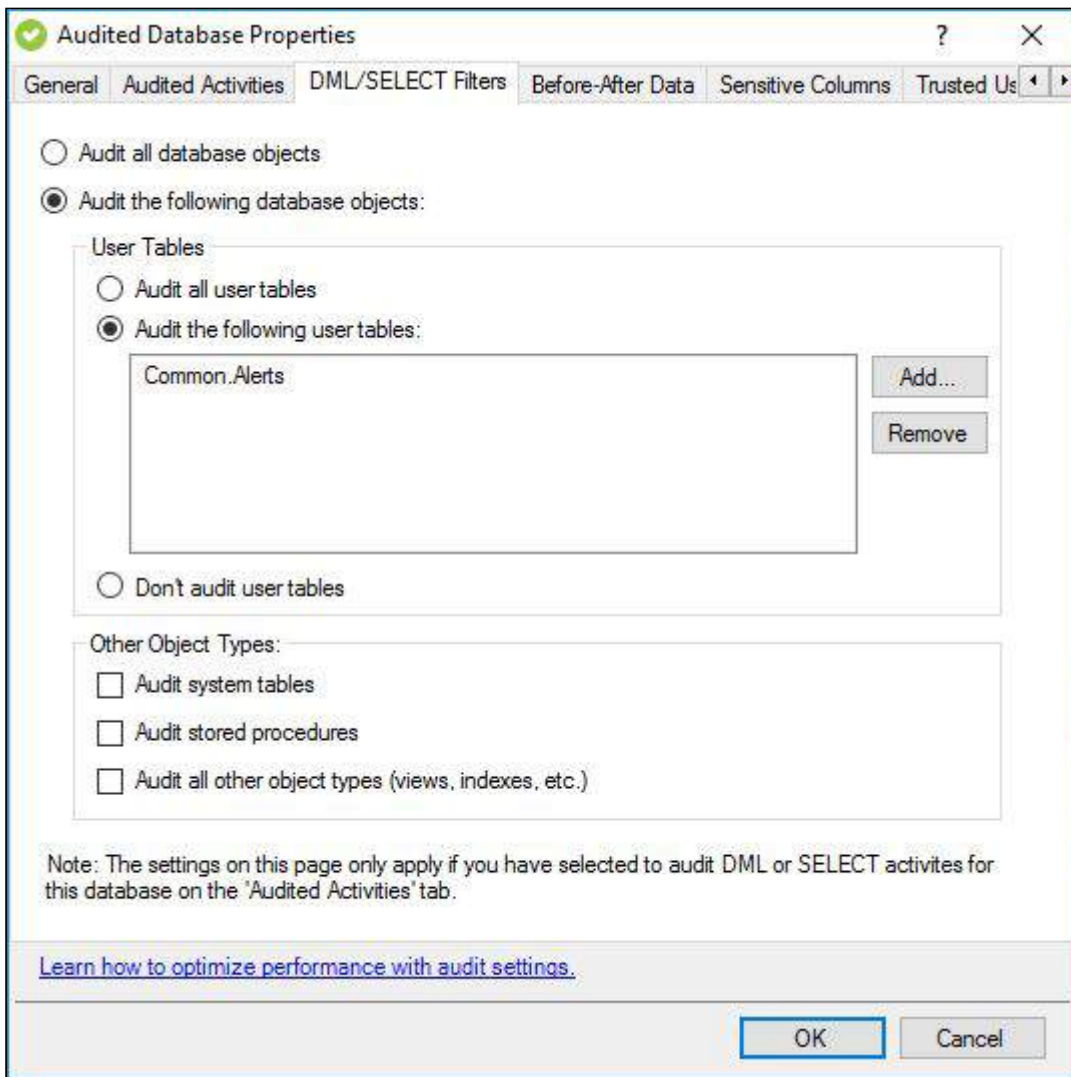 Audited Database Properties
?
General
Audited Activities
DML/SELECT Filters
Before-After Data
Sensitive Columns
Trusted Us
Audit all database objects
Audit the following database objects:
User Tables
Audit all user tables
Audit the following user tables:
Common.Alerts
Add...
Remove
Don't audit user tables
Other Object Types:
Audit system tables
Audit stored procedures
Audit all other object types (views, indexes, etc.)
Note: The settings on this page only apply if you have selected to audit DML or SELECT activites for
this database on the 'Audited Activities' tab.
Learn how to optimize performance with audit settings.
OK
Cancel